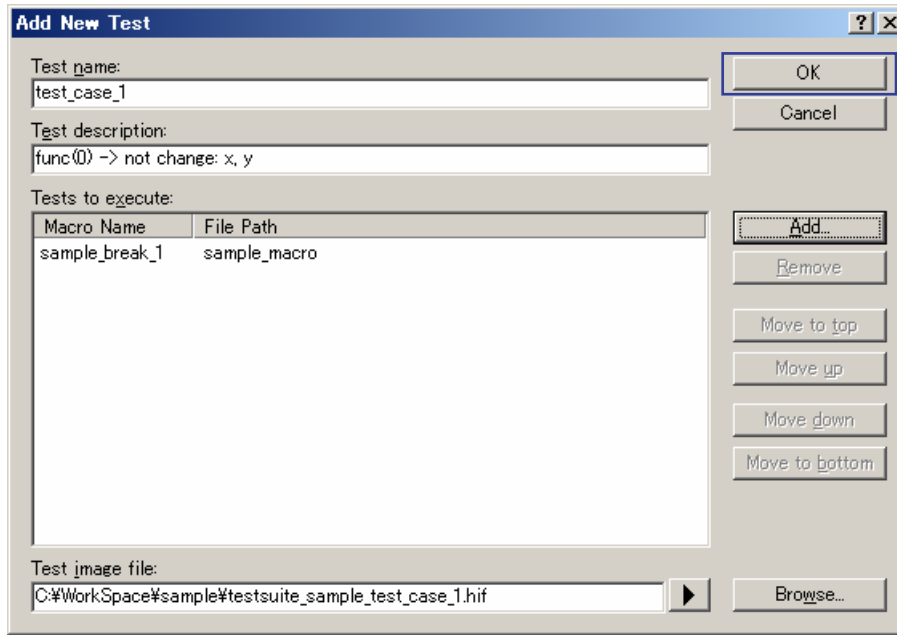 Add New Test
Test name:
test_case_1
Test description:
func(0) -> not change: x, y
Tests to execute:
Macro Name File Path
sample_break_1 sample_macro
Test image file:
C:¥WorkSpace¥sample¥testsuite_sample_test_case_1.hif
OK
Cancel
Add...
Remove
Move to top
Move up
Move down
Move to bottom
Browse...